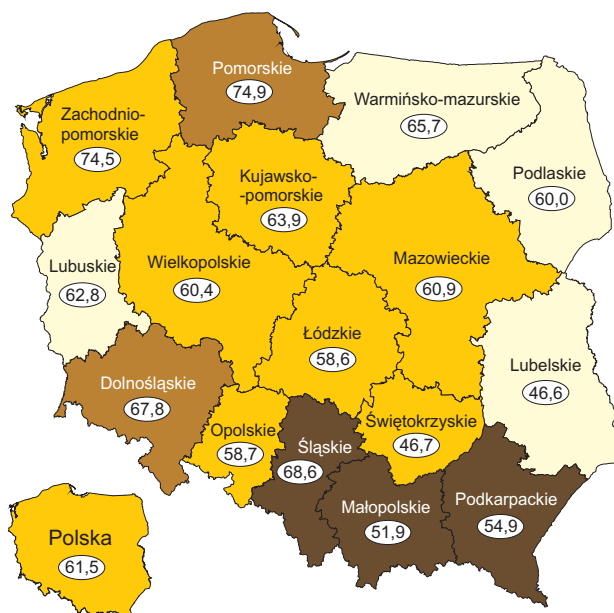 Pomorskie
74,9
Warmińsko-mazurskie
65,7
Zachodnio-
pomorskie
74,5
Podlaskie
60,0
Kujawsko-
-pomorskie
63,9
Mazowieckie
60,9
Lubuskie
62,8
Wielkopolskie
60,4
Łódzkie
58,6
Lubelskie
46,6
Dolnośląskie
67,8
Świętokrzyskie
46,7
Opolskie
58,7
Śląskie
68,6
Małopolskie
51,9
Podkarpackie
54,9
Polska
61,5